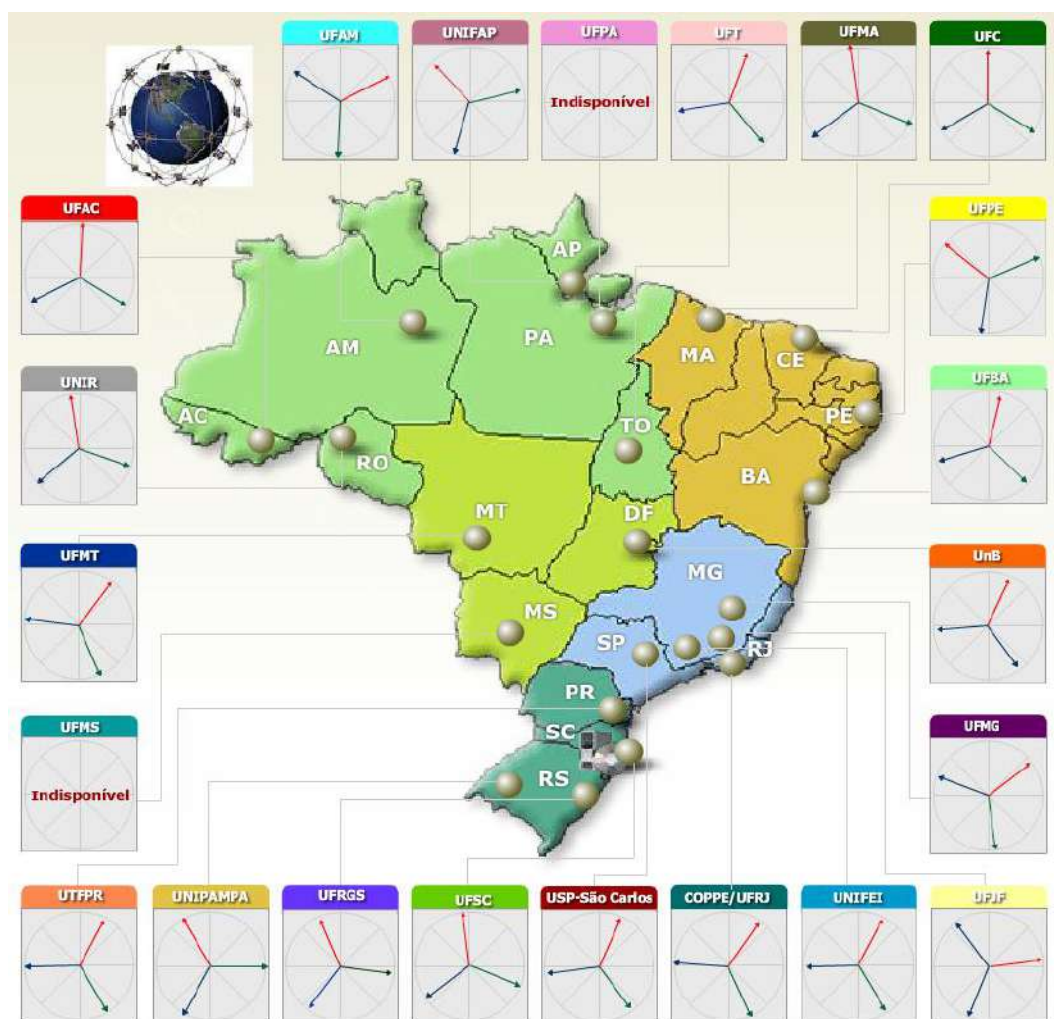 UFAM
UNIFAP
UFPA
UFT
UFMA
UFC
Indisponível
UFAC
UFPE
AP
AM
PA
MA
CE
UNIR
UFBA
AC
TO
PE
RO
BA
MT
DF
UFMT
UnB
MG
MS
SP
RJ
PR
UFMS
UFMG
SC
Indisponível
RS
UTFPR
UNIPAMPA
UFRGS
UFSC
USP-São Carlos
COPPE/UFRJ
UNIFEI
UFJF